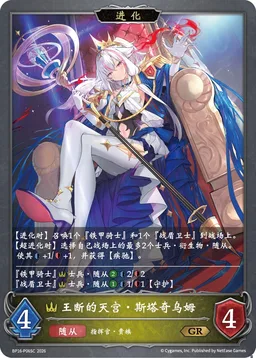 进化
【进化时】召唤1个『铁甲骑士』和1个『战盾卫士』到战场上。
【超进化时】选择自己战场上的最多2个士兵・衍生物・随从。
使其+1/+1，并获得【疾驰】。
『铁甲骑士』士兵・随从 2 2/2
『战盾卫士』士兵・随从 1 1/2【守护】
王断的天宫・斯塔奇乌姆
4
随从
指挥官・贵族
GR
4
© Cygames, Inc. Published by NetEase Games